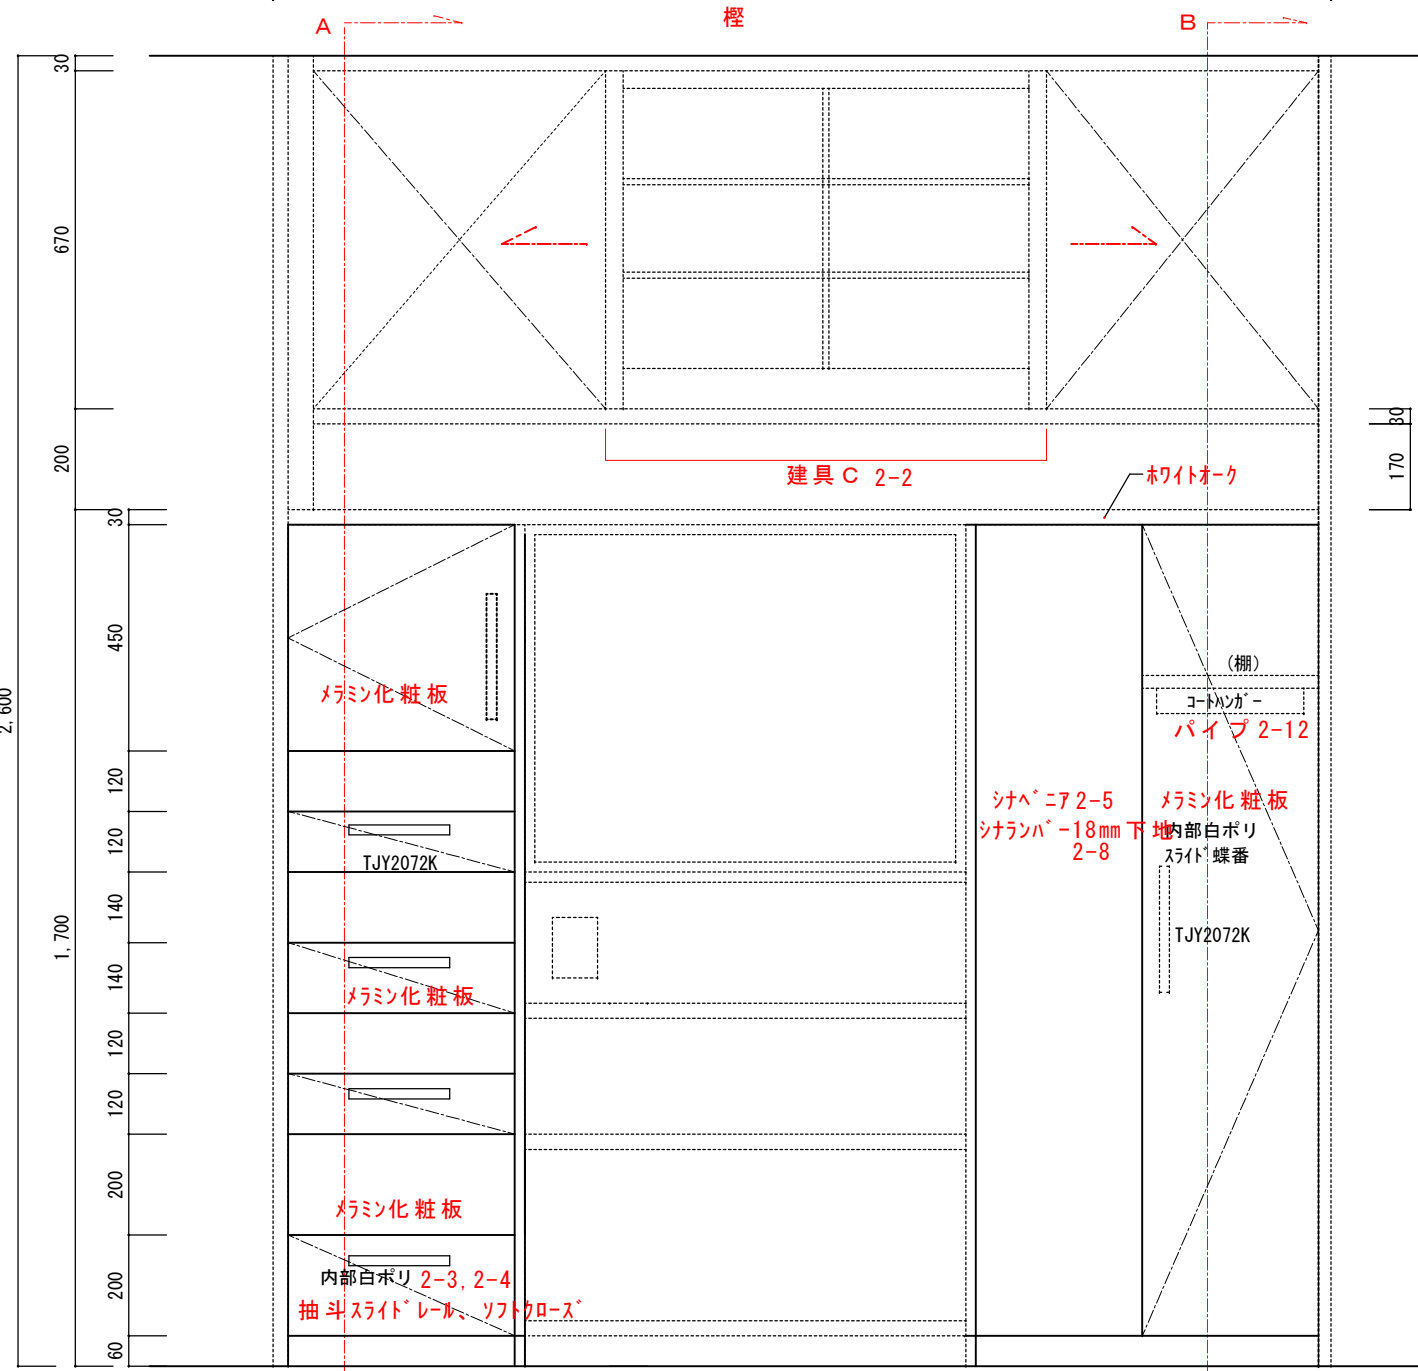 A
樫
B
30
670
200
30
170
建具C 2-2
ホワイトオーク
30
450
メラミン化粧板
(棚)
コートハンガー
パイプ 2-12
2,600
120
120
TJY2072K
シナベニア2-5
シナランバー18mm下地
2-8
メラミン化粧板
内部白ポリ
スライド蝶番
TJY2072K
1,700
140
140
メラミン化粧板
120
120
200
メラミン化粧板
200
内部白ポリ 2-3,2-4
抽斗スライドレール、ソフトクローズ
60